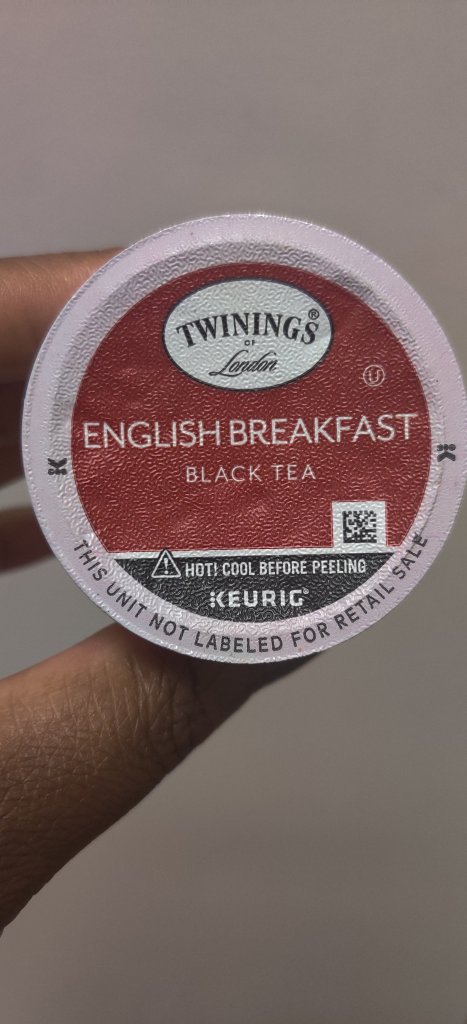 TWININGS®
OF
London
U
ENGLISH BREAKFAST
BLACK TEA
HOT! COOL BEFORE PEELING
KEURIG®
THIS UNIT NOT LABELED FOR RETAIL SALE